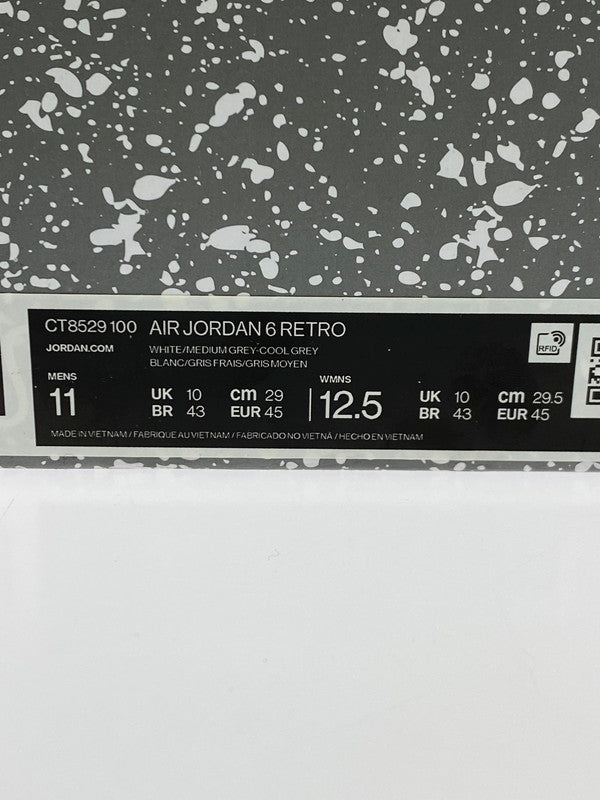 CT8529 100 AIR JORDAN 6 RETRO
JORDAN.COM WHITE/MEDIUM GREY-COOL GREY
BLANC/GRIS FRAIS/GRIS MOYEN
RFID
MENS
11
UK 10 cm 29
BR 43 EUR 45
WMNS
12.5
UK 10 cm 29.5
BR 43 EUR 45
MADE IN VIETNAM / FABRIQUE AU VIETNAM / FABRICADO NO VIETNÃ / HECHO EN VIETNAM